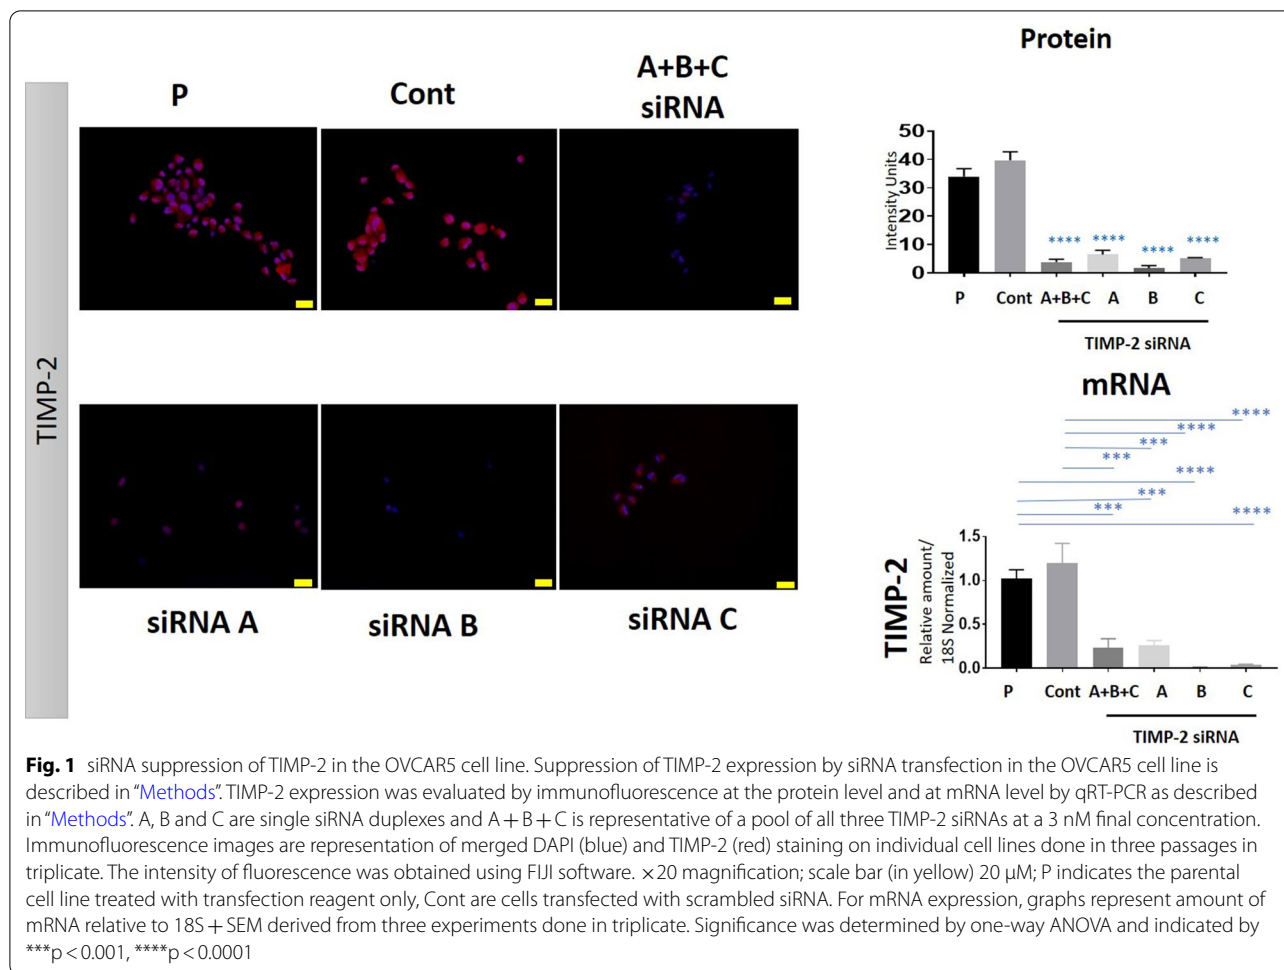 TIMP-2
P
Cont
A+B+C
siRNA
siRNA A
siRNA B
siRNA C
Protein
Intensity Units
50
40
30
20
10
0
****
****
****
****
P
Cont
A+B+C
A
B
C
TIMP-2 siRNA
mRNA
****
****
***
***
****
***
***
****
TIMP-2
Relative amount/
18S Normalized
1.5
1.0
0.5
0.0
P
Cont
A+B+C
A
B
C
TIMP-2 siRNA
Fig. 1 siRNA suppression of TIMP-2 in the OVCAR5 cell line. Suppression of TIMP-2 expression by siRNA transfection in the OVCAR5 cell line is
described in “Methods”. TIMP-2 expression was evaluated by immunofluorescence at the protein level and at mRNA level by qRT-PCR as described
in “Methods”. A, B and C are single siRNA duplexes and A + B + C is representative of a pool of all three TIMP-2 siRNAs at a 3 nM final concentration.
Immunofluorescence images are representation of merged DAPI (blue) and TIMP-2 (red) staining on individual cell lines done in three passages in
triplicate. The intensity of fluorescence was obtained using FIJI software. ×20 magnification; scale bar (in yellow) 20 μM; P indicates the parental
cell line treated with transfection reagent only, Cont are cells transfected with scrambled siRNA. For mRNA expression, graphs represent amount of
mRNA relative to 18S + SEM derived from three experiments done in triplicate. Significance was determined by one-way ANOVA and indicated by
***p < 0.001, ****p < 0.0001